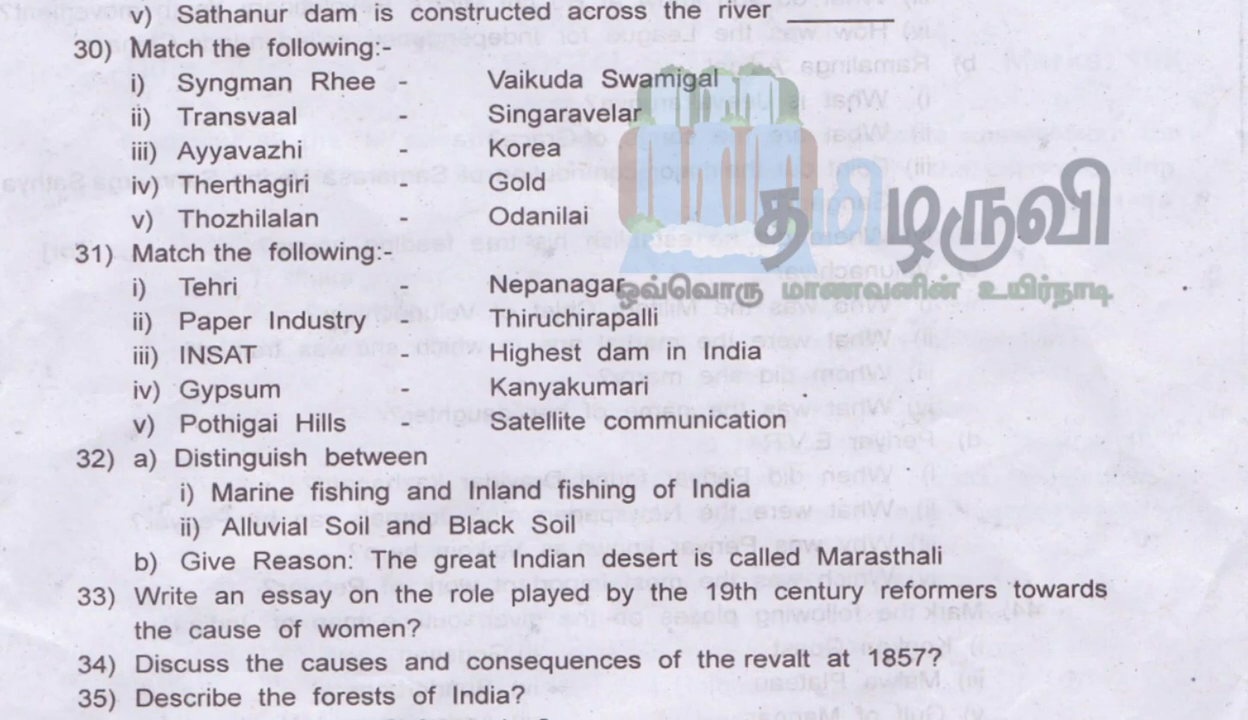 v) Sathanur dam is constructed across the river ________
30) Match the following:-
i) Syngman Rhee - Vaikuda Swamigal
ii) Transvaal - Singaravelar
iii) Ayyavazhi - Korea
iv) Therthagiri - Gold
v) Thozhilalan - Odanilai
தமிழருவி
31) Match the following:-
i) Tehri - Nepanagar
ஒவ்வொரு மாணவனின் உயிர்நாடி
ii) Paper Industry - Thiruchirapalli
iii) INSAT - Highest dam in India
iv) Gypsum - Kanyakumari
v) Pothigai Hills - Satellite communication
32) a) Distinguish between
i) Marine fishing and Inland fishing of India
ii) Alluvial Soil and Black Soil
b) Give Reason: The great Indian desert is called Marusthali
33) Write an essay on the role played by the 19th century reformers towards
the cause of women?
34) Discuss the causes and consequences of the revalt at 1857?
35) Describe the forests of India?